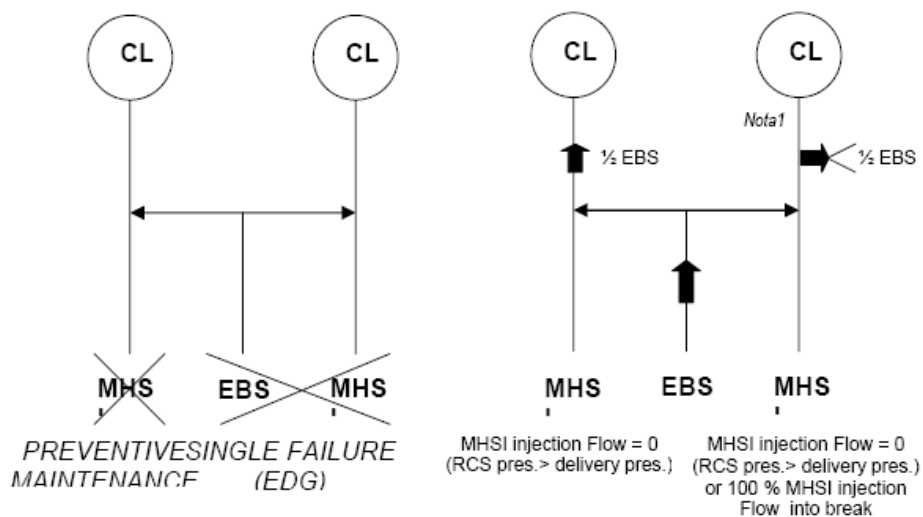 CL CL CL CL
Nota1
½ EBS ½ EBS
MHS EBS MHS MHS EBS MHS
PREVENTIVESINGLE FAILURE
MAINTENANCE (EDG)
MHSI injection Flow = 0
(RCS pres.> delivery pres.)
MHSI injection Flow = 0
(RCS pres.> delivery pres.)
or 100 % MHSI injection
Flow into break